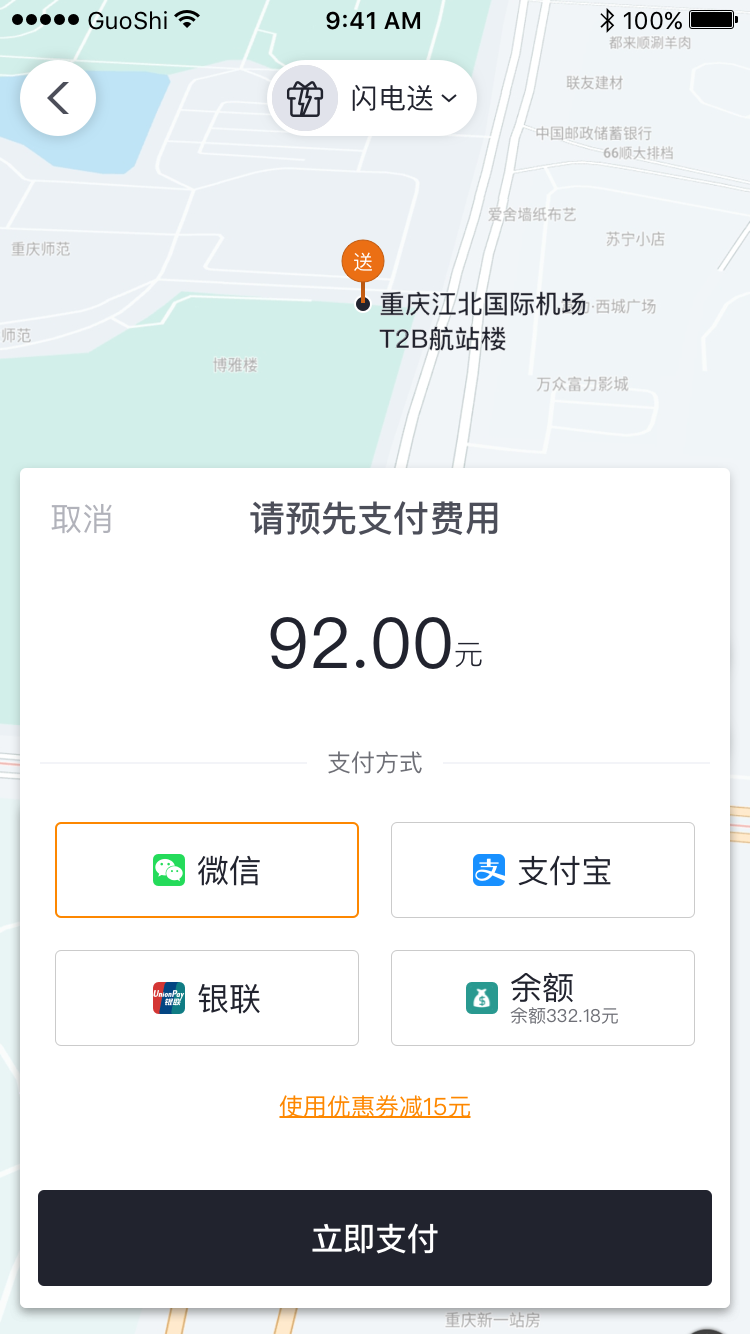 GuoShi
9:41 AM
100%
都来顺涮羊肉
闪电送
联友建材
中国邮政储蓄银行
66顺大排档
爱舍墙纸布艺
苏宁小店
重庆师范
送
重庆江北国际机场
·西城广场
T2B航站楼
师范
博雅楼
万众富力影城
取消
请预先支付费用
92.00元
支付方式
微信
支付宝
UnionPay
银联
银联
余额
余额332.18元
使用优惠券减15元
立即支付
重庆新一站房